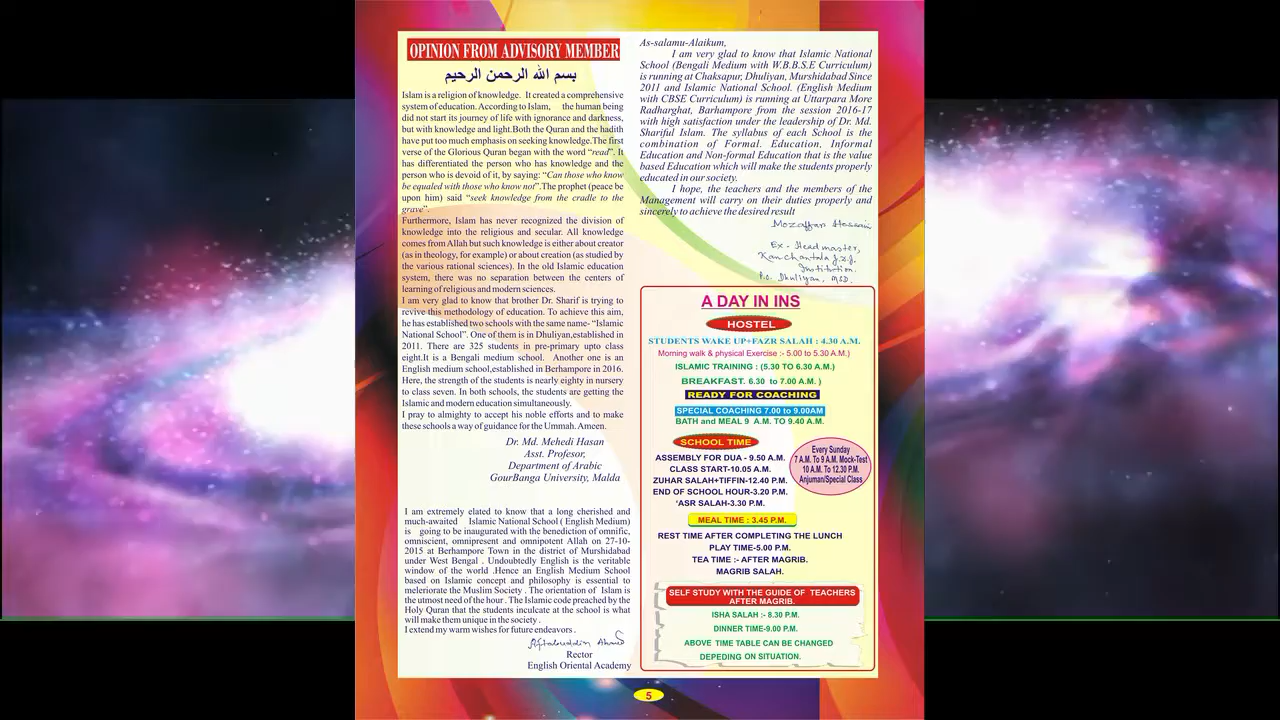 OPINION FROM ADVISORY MEMBER
بسم الله الرحمن الرحيم
Islam is a religion of knowledge. It created a comprehensive
system of education. According to Islam, the human being
did not start its journey of life with ignorance and darkness,
but with knowledge and light.Both the Quran and the hadith
have put too much emphasis on seeking knowledge.The first
verse of the Glorious Quran began with the word “read”. It
has differentiated the person who has knowledge and the
person who is devoid of it, by saying: “Can those who know
be equaled with those who know not”.The prophet (peace be
upon him) said “seek knowledge from the cradle to the
grave”.
Furthermore, Islam has never recognized the division of
knowledge into the religious and secular. All knowledge
comes from Allah but such knowledge is either about creator
(as in theology, for example) or about creation (as studied by
the various rational sciences). In the old Islamic education
system, there was no separation between the centers of
learning of religious and modern sciences.
I am very glad to know that brother Dr. Sharif is trying to
revive this methodology of education. To achieve this aim,
he has established two schools with the same name- “Islamic
National School”. One of them is in Dhuliyan,established in
2011. There are 325 students in pre-primary upto class
eight.It is a Bengali medium school. Another one is an
English medium school,established in Berhampore in 2016.
Here, the strength of the students is nearly eighty in nursery
to class seven. In both schools, the students are getting the
Islamic and modern education simultaneously.
I pray to almighty to accept his noble efforts and to make
these schools a way of guidance for the Ummah. Ameen.
Dr. Md. Mehedi Hasan
Asst. Profesor,
Department of Arabic
GourBanga University, Malda
I am extremely elated to know that a long cherished and
much-awaited Islamic National School ( English Medium)
is going to be inaugurated with the benediction of omnific,
omniscient, omnipresent and omnipotent Allah on 27-10-
2015 at Berhampore Town in the district of Murshidabad
under West Bengal . Undoubtedly English is the veritable
window of the world .Hence an English Medium School
based on Islamic concept and philosophy is essential to
meleriorate the Muslim Society . The orientation of Islam is
the utmost need of the hour . The Islamic code preached by the
Holy Quran that the students inculcate at the school is what
will make them unique in the society .
I extend my warm wishes for future endeavors .
Aftabuddin Ahmed
Rector
English Oriental Academy
As-salamu-Alaikum,
I am very glad to know that Islamic National
School (Bengali Medium with W.B.B.S.E Curriculum)
is running at Chaksapur, Dhuliyan, Murshidabad Since
2011 and Islamic National School. (English Medium
with CBSE Curriculum) is running at Uttarpara More
Radharghat, Barhampore from the session 2016-17
with high satisfaction under the leadership of Dr. Md.
Shariful Islam. The syllabus of each School is the
combination of Formal. Education, Informal
Education and Non-formal Education that is the value
based Education which will make the students properly
educated in our society.
I hope, the teachers and the members of the
Management will carry on their duties properly and
sincerely to achieve the desired result
Mozaffar Hossain
Ex - Headmaster,
Kanchantala J.D.J.
Institution.
P.O. Dhuliyan, MSD.
A DAY IN INS
HOSTEL
STUDENTS WAKE UP+FAZR SALAH : 4.30 A.M.
Morning walk & physical Exercise :- 5.00 to 5.30 A.M.)
ISLAMIC TRAINING : (5.30 TO 6.30 A.M.)
BREAKFAST. 6.30 to 7.00 A.M. )
READY FOR COACHING
SPECIAL COACHING 7.00 to 9.00AM
BATH and MEAL 9 A.M. TO 9.40 A.M.
SCHOOL TIME
ASSEMBLY FOR DUA - 9.50 A.M.
CLASS START-10.05 A.M.
ZUHAR SALAH+TIFFIN-12.40 P.M.
END OF SCHOOL HOUR-3.20 P.M.
‘ASR SALAH-3.30 P.M.
Every Sunday
7 A.M. To 9 A.M. Mock-Test
10 A.M. To 12.30 P.M.
Anjuman/Special Class
MEAL TIME : 3.45 P.M.
REST TIME AFTER COMPLETING THE LUNCH
PLAY TIME-5.00 P.M.
TEA TIME :- AFTER MAGRIB.
MAGRIB SALAH.
SELF STUDY WITH THE GUIDE OF TEACHERS
AFTER MAGRIB.
ISHA SALAH :- 8.30 P.M.
DINNER TIME-9.00 P.M.
ABOVE TIME TABLE CAN BE CHANGED
DEPEDING ON SITUATION.
5